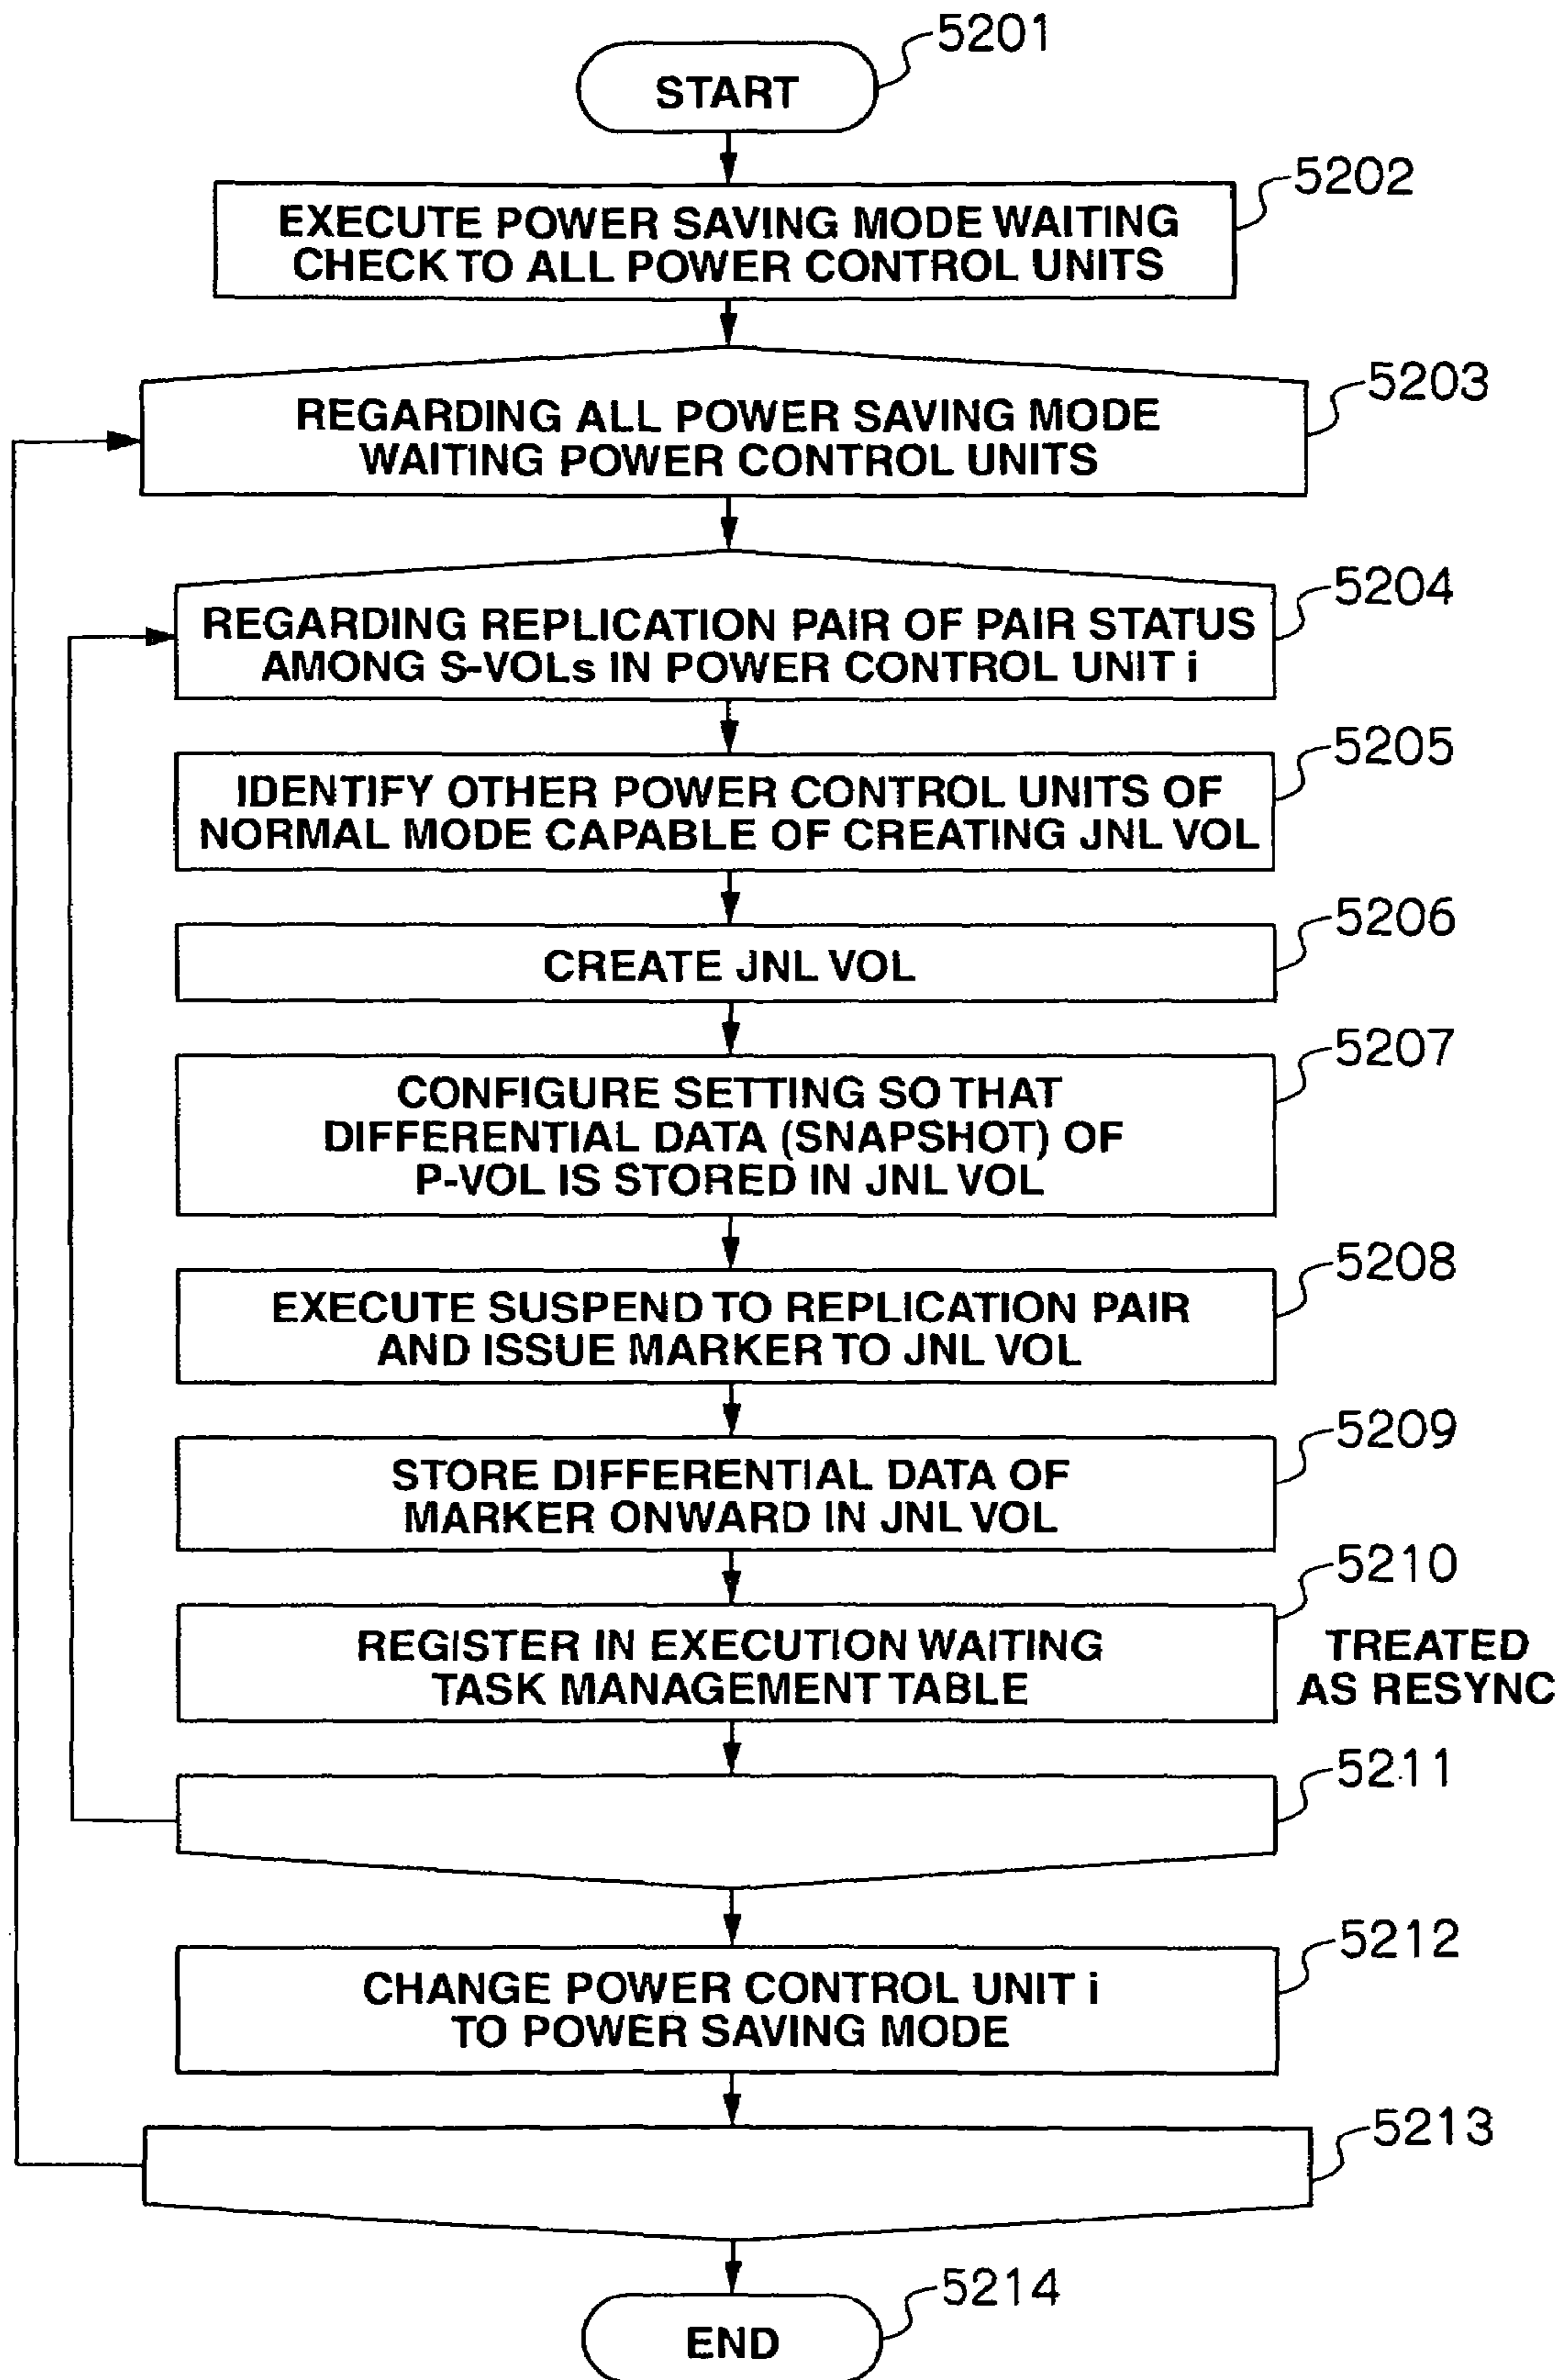 5201
START
5202
EXECUTE POWER SAVING MODE WAITING
CHECK TO ALL POWER CONTROL UNITS
5203
REGARDING ALL POWER SAVING MODE
WAITING POWER CONTROL UNITS
5204
REGARDING REPLICATION PAIR OF PAIR STATUS
AMONG S-VOLs IN POWER CONTROL UNIT i
5205
IDENTIFY OTHER POWER CONTROL UNITS OF
NORMAL MODE CAPABLE OF CREATING JNL VOL
5206
CREATE JNL VOL
5207
CONFIGURE SETTING SO THAT
DIFFERENTIAL DATA (SNAPSHOT) OF
P-VOL IS STORED IN JNL VOL
5208
EXECUTE SUSPEND TO REPLICATION PAIR
AND ISSUE MARKER TO JNL VOL
5209
STORE DIFFERENTIAL DATA OF
MARKER ONWARD IN JNL VOL
5210
REGISTER IN EXECUTION WAITING
TASK MANAGEMENT TABLE
TREATED
AS RESYNC
5211
5212
CHANGE POWER CONTROL UNIT i
TO POWER SAVING MODE
5213
5214
END